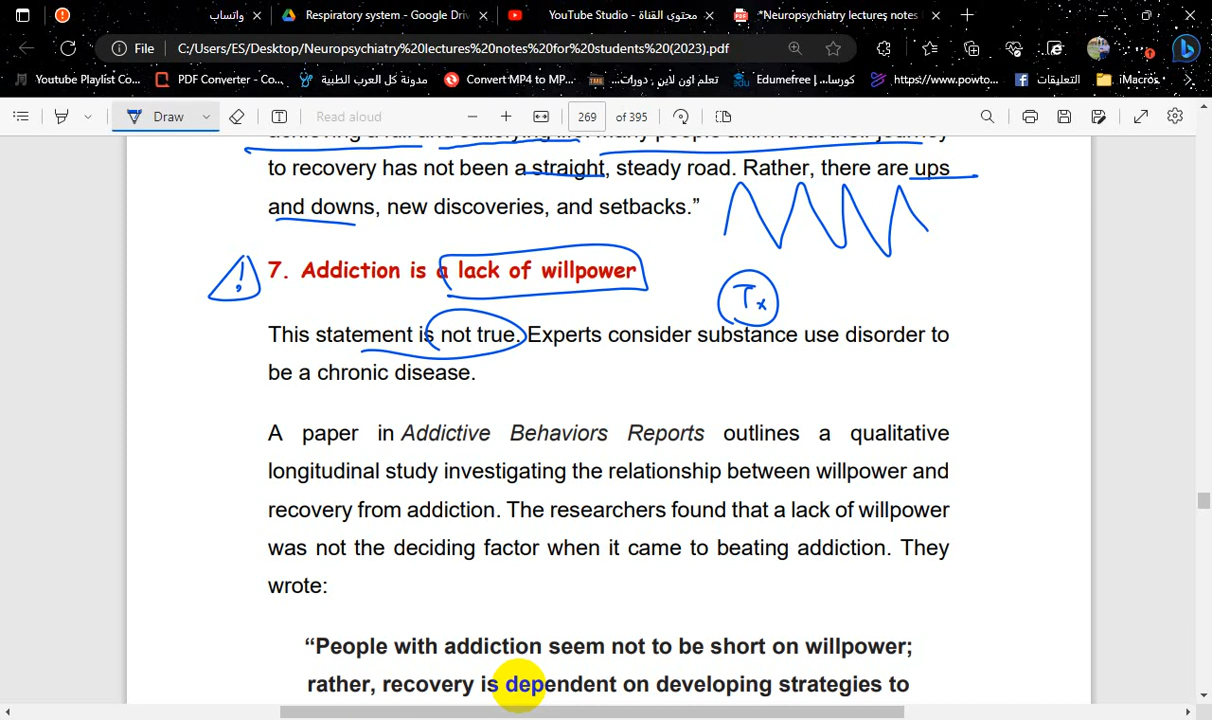 واتساب
Respiratory system - Google Driv
محتوى القناة - YouTube Studio
*Neuropsychiatry lectures notes
File
C:/Users/ES/Desktop/Neuropsychiatry%20lectures%20notes%20for%20students%20(2023).pdf
Youtube Playlist Co...
PDF Converter - Co...
مدونة كل العرب الطبية
Convert MP4 to MP...
تعلم اون لاين , دورات...
Edumefree | كورسا...
https://www.powto...
التعليقات
iMacros
Draw
Read aloud
269 of 395
to recovery has not been a straight, steady road. Rather, there are ups
and downs, new discoveries, and setbacks.”
7. Addiction is a lack of willpower
Tx
This statement is not true. Experts consider substance use disorder to
be a chronic disease.
A paper in Addictive Behaviors Reports outlines a qualitative
longitudinal study investigating the relationship between willpower and
recovery from addiction. The researchers found that a lack of willpower
was not the deciding factor when it came to beating addiction. They
wrote:
“People with addiction seem not to be short on willpower;
rather, recovery is dependent on developing strategies to